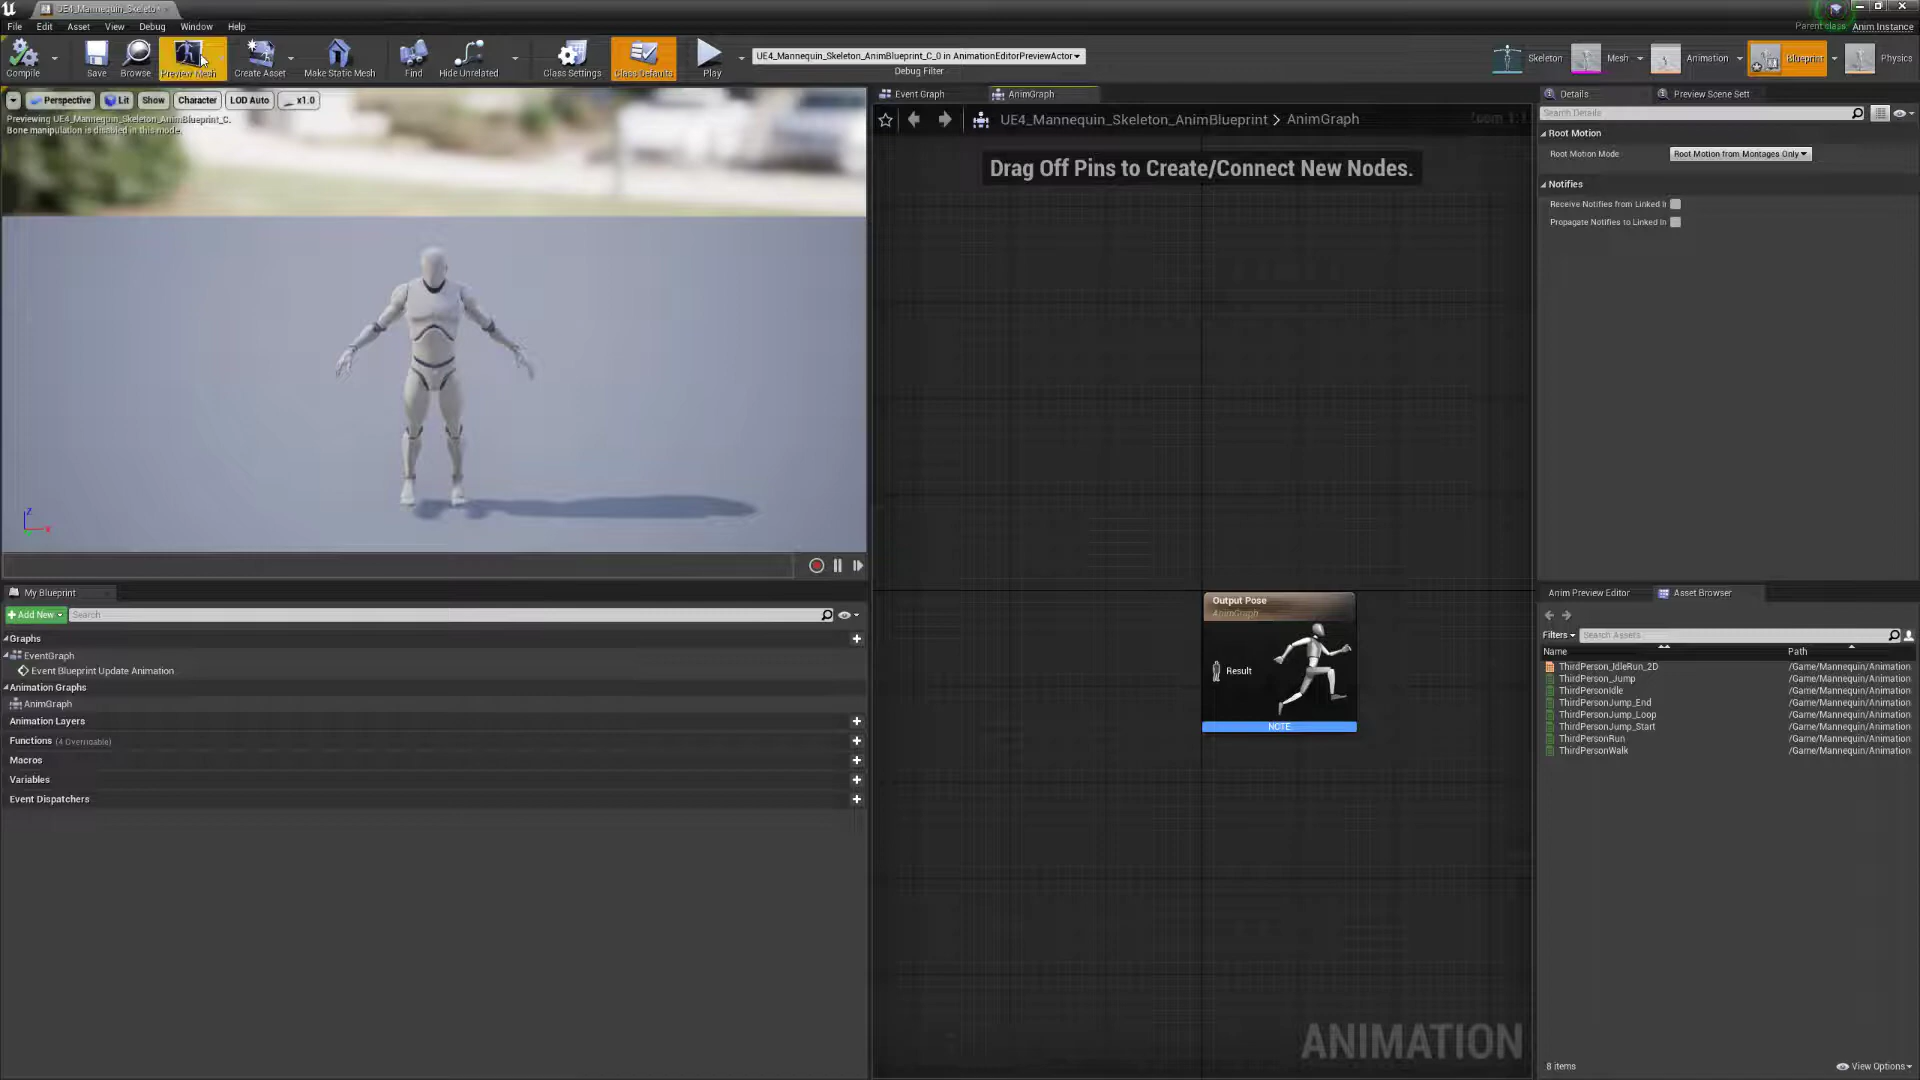 UE4_Mannequin_Skeleto
File Edit Asset View Window Debug Help
Parent class: Anim Instance
Compile Save Browse Preview Mesh Create Asset Make Static Mesh Find Hide Unrelated Class Settings Class Defaults Play
UE4_Mannequin_Skeleton_AnimBlueprint_C_0 in AnimationEditorPreviewActor
Debug Filter
Skeleton Mesh Animation Blueprint Physics
Perspective Lit Show Character LOD Auto x1.0
Previewing UE4_Mannequin_Skeleton_AnimBlueprint_C.
Bone manipulation is disabled in this mode.
Event Graph AnimGraph
UE4_Mannequin_Skeleton_AnimBlueprint > AnimGraph
Zoom 1:1
Drag Off Pins to Create/Connect New Nodes.
Output Pose
AnimGraph
Result
NOTE
ANIMATION
My Blueprint
Add New Search
Graphs
EventGraph
Event Blueprint Update Animation
Animation Graphs
AnimGraph
Animation Layers
Functions (4 Overridable)
Macros
Variables
Event Dispatchers
Details Preview Scene Sett
Search Details
Root Motion
Root Motion Mode Root Motion from Montages Only
Notifies
Receive Notifies from Linked I
Propagate Notifies to Linked In
Anim Preview Editor Asset Browser
Filters Search Assets
Name Path
ThirdPerson_IdleRun_2D /Game/Mannequin/Animation
ThirdPerson_Jump /Game/Mannequin/Animation
ThirdPersonIdle /Game/Mannequin/Animation
ThirdPersonJump_End /Game/Mannequin/Animation
ThirdPersonJump_Loop /Game/Mannequin/Animation
ThirdPersonJump_Start /Game/Mannequin/Animation
ThirdPersonRun /Game/Mannequin/Animation
ThirdPersonWalk /Game/Mannequin/Animation
8 items View Options